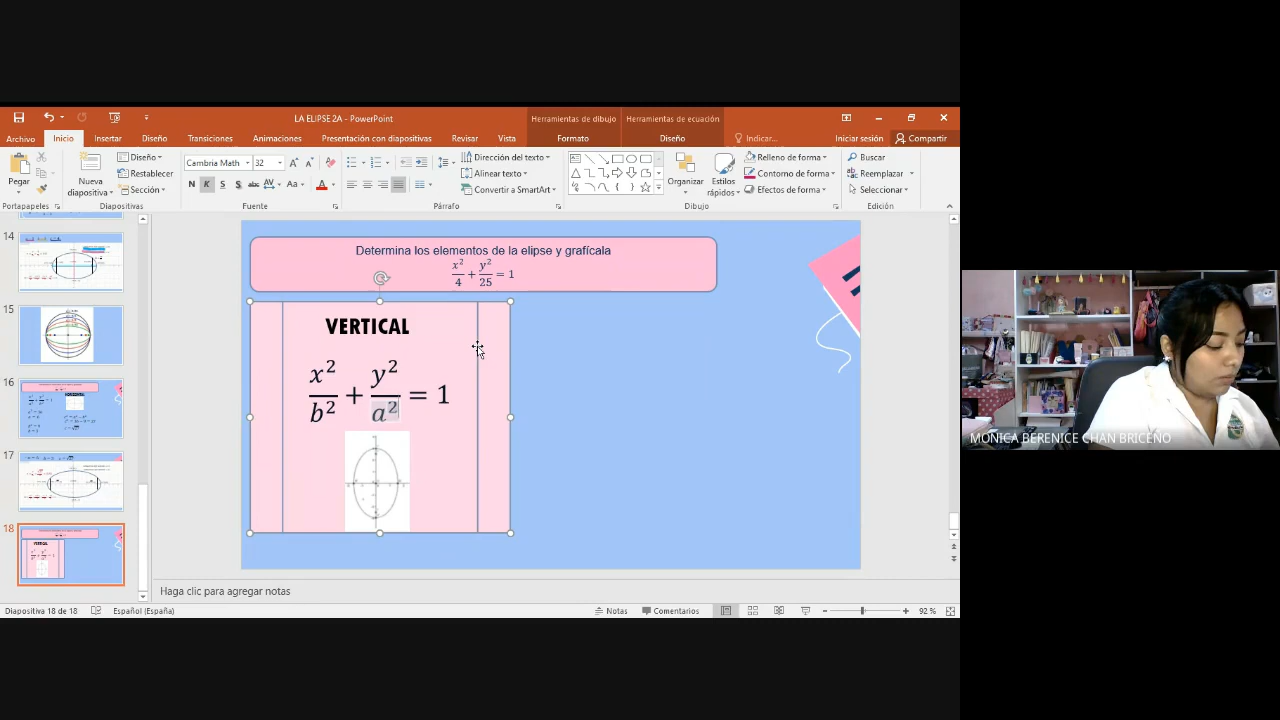 LA ELIPSE 2A - PowerPoint
Herramientas de dibujo
Herramientas de ecuación
Archivo
Inicio
Insertar
Diseño
Transiciones
Animaciones
Presentación con diapositivas
Revisar
Vista
Formato
Diseño
Indicar...
Iniciar sesión
Compartir
Pegar
Nueva
diapositiva
Diseño
Restablecer
Sección
Cambria Math
32
N K S S abc AV Aa A
Dirección del texto
Alinear texto
Convertir a SmartArt
Organizar
Estilos
rápidos
Relleno de forma
Contorno de forma
Efectos de forma
Buscar
Reemplazar
Seleccionar
Portapapeles
Diapositivas
Fuente
Párrafo
Dibujo
Edición
14
15
16
17
18
Determina los elementos de la elipse y grafícala
x²/4 + y²/25 = 1
VERTICAL
x²/b² + y²/a² = 1
MONICA BERENICE CHAN BRICEÑO
Haga clic para agregar notas
Diapositiva 18 de 18
Español (España)
Notas
Comentarios
92 %